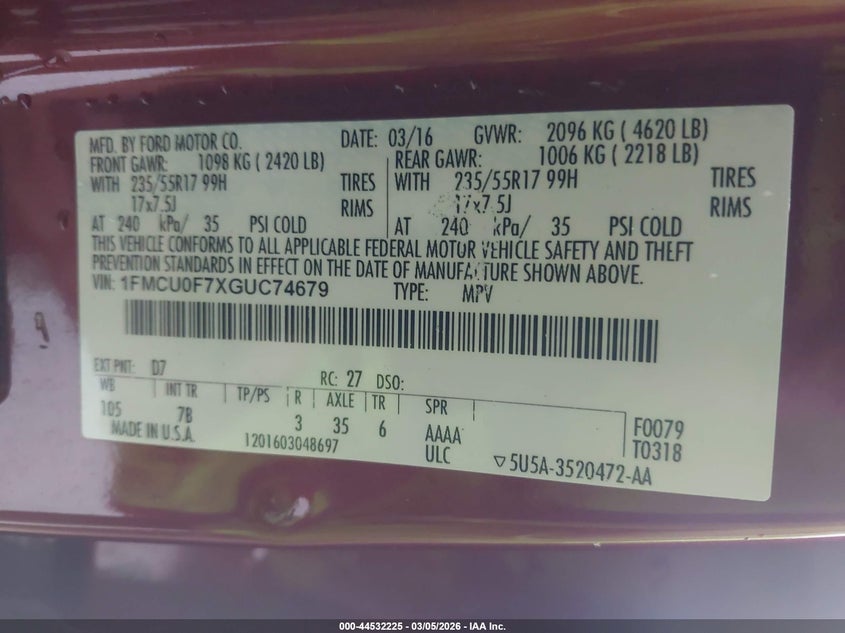 MFD. BY FORD MOTOR CO. DATE: 03/16 GVWR: 2096 KG ( 4620 LB)
FRONT GAWR: 1098 KG ( 2420 LB) REAR GAWR: 1006 KG ( 2218 LB)
WITH 235/55R17 99H TIRES WITH 235/55R17 99H TIRES
17x7.5J RIMS 17x7.5J RIMS
AT 240 kPa/ 35 PSI COLD AT 240 kPa/ 35 PSI COLD
THIS VEHICLE CONFORMS TO ALL APPLICABLE FEDERAL MOTOR VEHICLE SAFETY AND THEFT
PREVENTION STANDARDS IN EFFECT ON THE DATE OF MANUFACTURE SHOWN ABOVE.
VIN: 1FMCU0F7XGUC74679 TYPE: MPV
EXT PNT: D7 RC: 27 DSO:
WB INT TR TP/PS R AXLE TR SPR
105 7B 3 35 6 AAAA F0079
MADE IN U.S.A. 1201603048697 ULC ▽5U5A-3520472-AA T0318
000-44532225 | 03/05/2026 | IAA Inc.